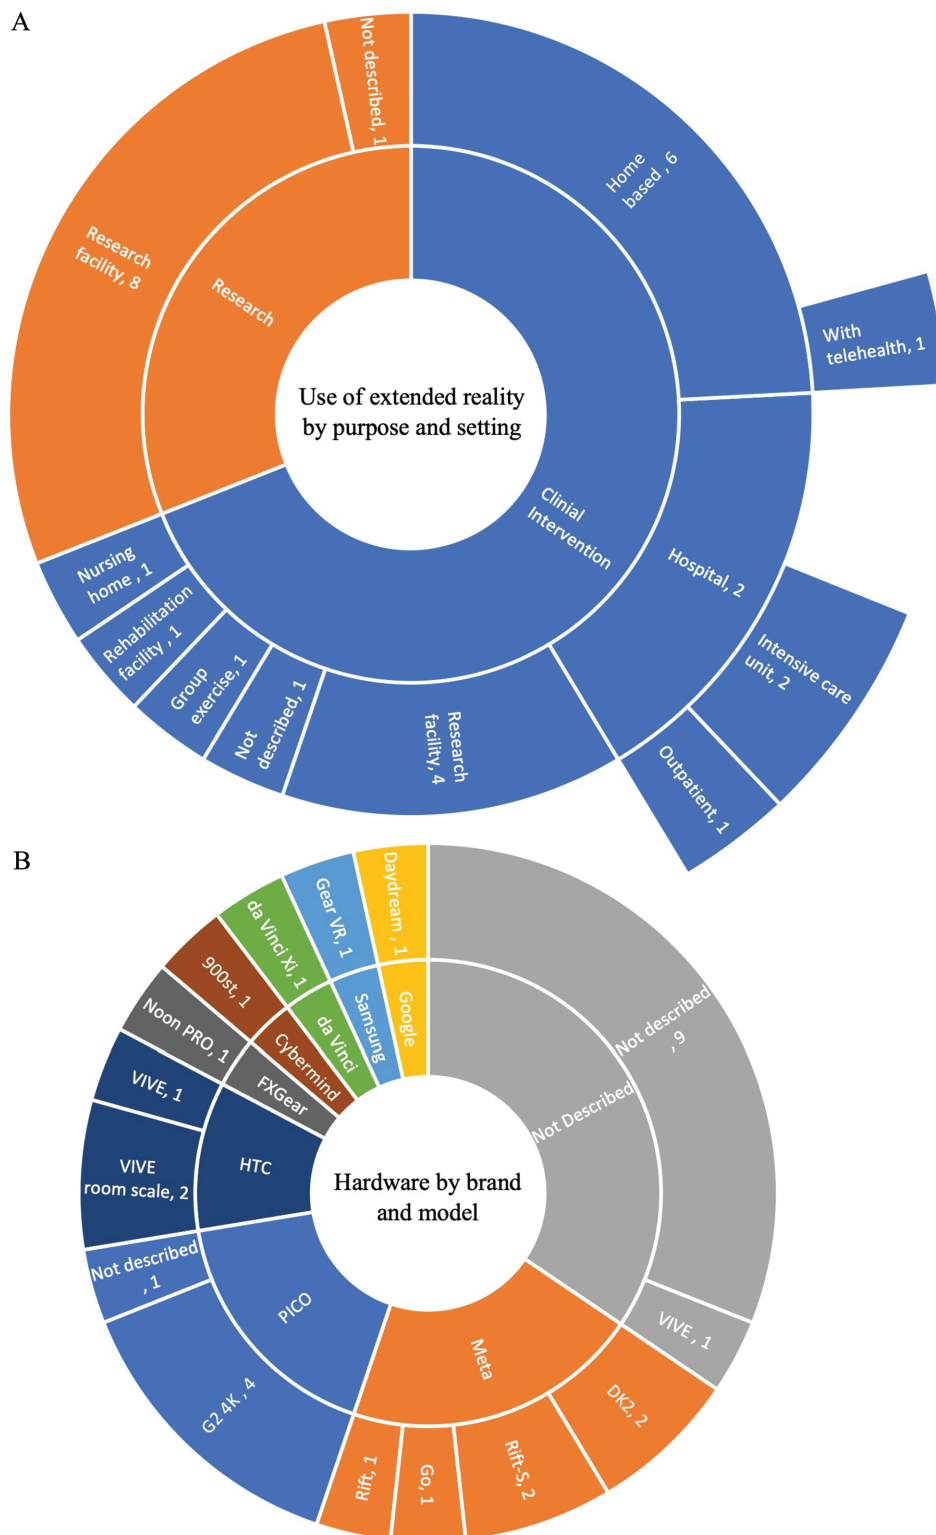 A
Not described, 1
Home
based , 6
Research
facility, 8
Research
With
telehealth, 1
Use of extended reality
by purpose and setting
Clinial
Intervention
Hospital, 2
Nursing
home , 1
Rehabilitation
facility , 1
Group
exercise, 1
Not
described, 1
Research
facility, 4
Intensive care
unit, 2
Outpatient, 1
B
Daydream , 1
Gear VR, 1
da Vinci Xi, 1
900st, 1
Noon PRO, 1
VIVE, 1
VIVE
room scale, 2
Not described
, 1
G2 4K , 4
Google
Samsung
da Vinci
Cybermind
FXGear
HTC
PICO
Not described
, 9
Not Described
Hardware by brand
and model
VIVE , 1
Meta
DK2, 2
Rift-S, 2
Go, 1
Rift, 1